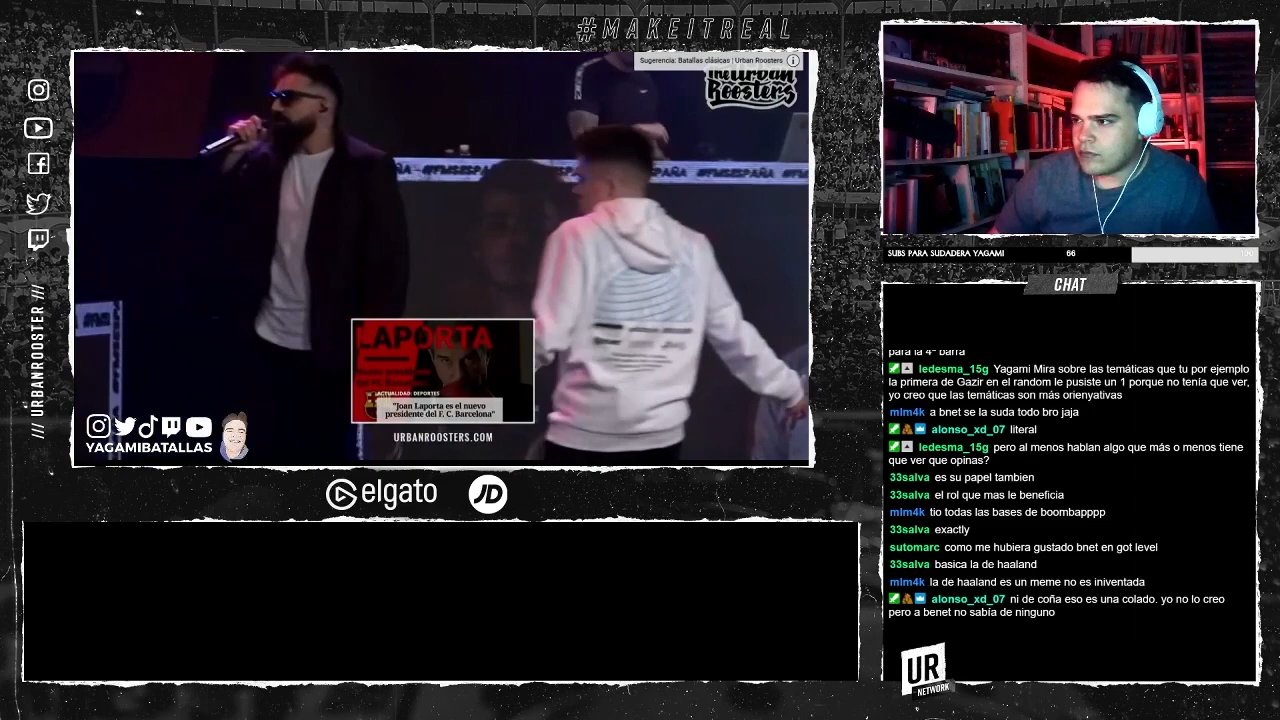 #MAKEITREAL
Sugerencia: Batallas clásicas | Urban Roosters
The Urban
Roosters
#FMSESPAÑA
/// URBANROOSTER ///
LAPORTA
ACTUALIDAD DEPORTES
"Joan Laporta es el nuevo
presidente del F. C. Barcelona"
URBANROOSTERS.COM
YAGAMIBATALLAS
elgato
JD
SUBS PARA SUDADERA YAGAMI 66
CHAT
para la 4ª barra
ledesma_15g Yagami Mira sobre las temáticas que tu por ejemplo
la primera de Gazir en el random le pusiste un 1 porque no tenía que ver,
yo creo que las temáticas son más orienyativas
mlm4k a bnet se la suda todo bro jaja
alonso_xd_07 literal
ledesma_15g pero al menos hablan algo que más o menos tiene
que ver que opinas?
33salva es su papel tambien
33salva el rol que mas le beneficia
mlm4k tio todas las bases de boombapppp
33salva exactly
sutomarc como me hubiera gustado bnet en got level
33salva basica la de haaland
mlm4k la de haaland es un meme no es iniventada
alonso_xd_07 ni de coña eso es una colado. yo no lo creo
pero a benet no sabía de ninguno
UR
NETWORK